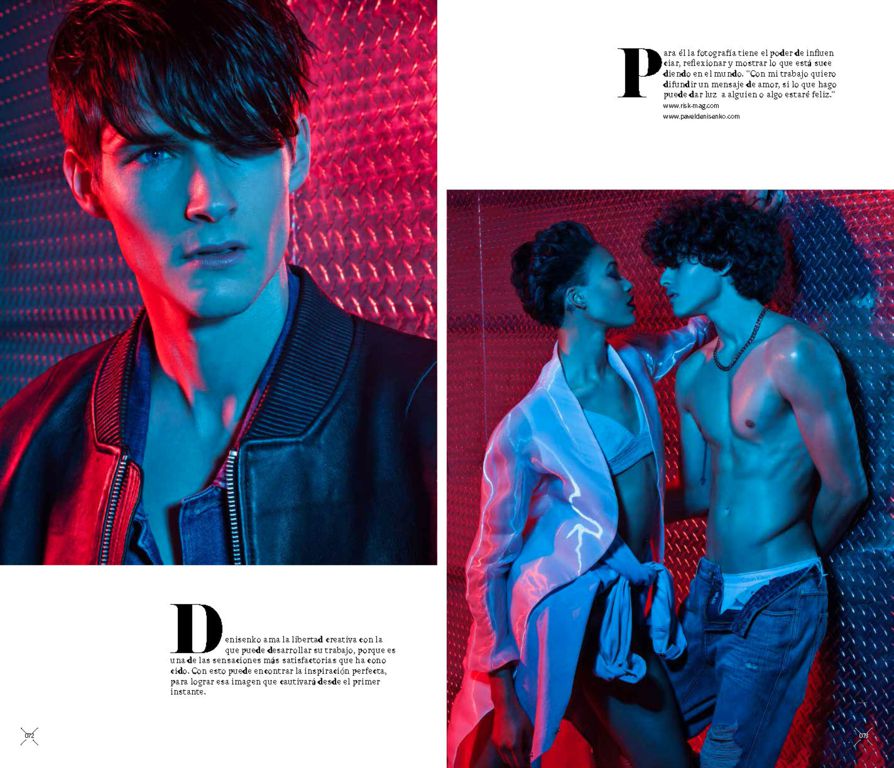 Denisenko ama la libertad creativa con la
que puede desarrollar su trabajo, porque es
una de las sensaciones más satisfactorias que ha cono
cido. Con esto puede encontrar la inspiración perfecta,
para lograr esa imagen que cautivará desde el primer
instante.
072
Para él la fotografía tiene el poder de influen
ciar, reflexionar y mostrar lo que está suce
diendo en el mundo. "Con mi trabajo quiero
difundir un mensaje de amor, si lo que hago
puede dar luz a alguien o algo estaré feliz."
www.risk-mag.com
www.paveldenisenko.com